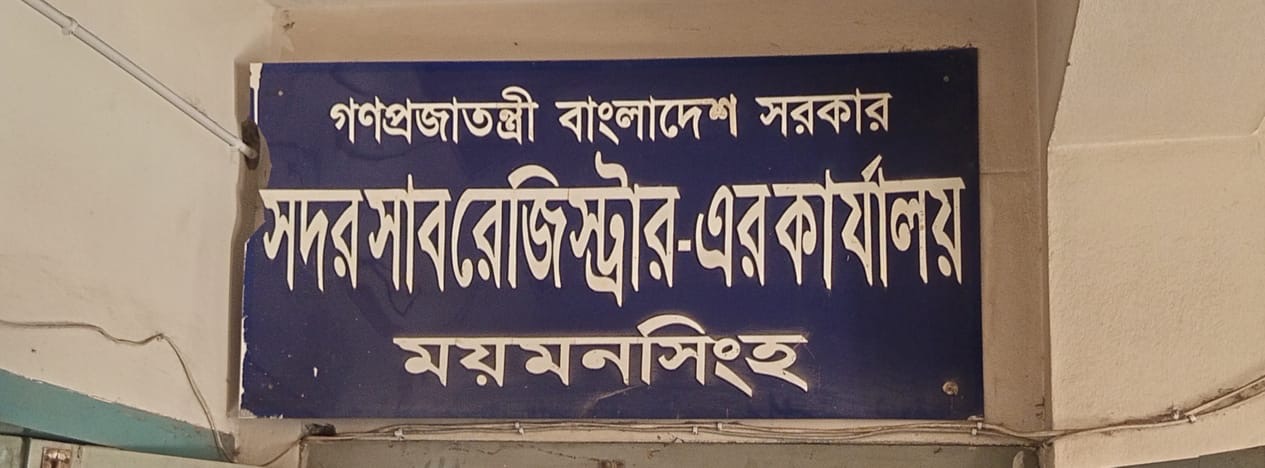 গণপ্রজাতন্ত্রী বাংলাদেশ সরকার
সদর সাবরেজিস্ট্রার-এর কার্যালয়
ময়মনসিংহ